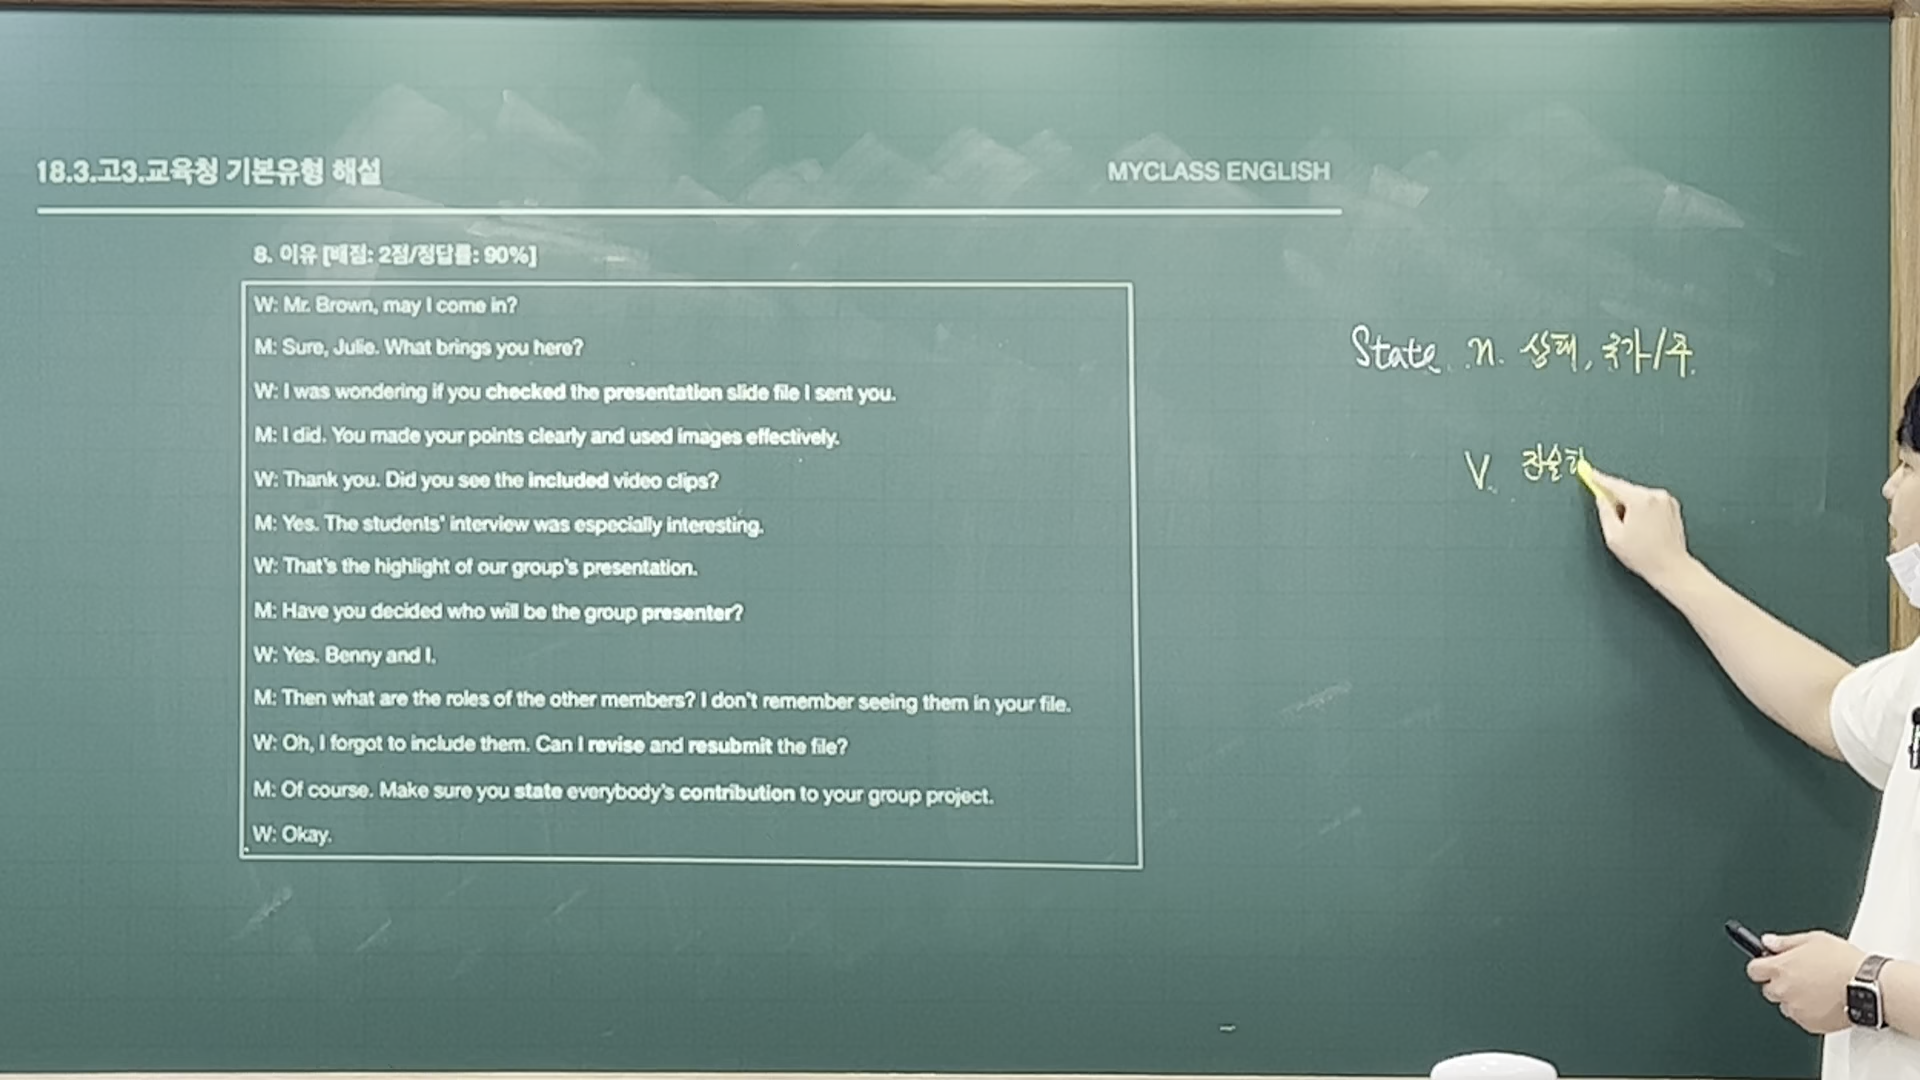 18.3.고3.교육청 기본유형 해설
MYCLASS ENGLISH
8. 이유 [배점: 2점/정답률: 90%]
W: Mr. Brown, may I come in?
M: Sure, Julie. What brings you here?
W: I was wondering if you checked the presentation slide file I sent you.
M: I did. You made your points clearly and used images effectively.
W: Thank you. Did you see the included video clips?
M: Yes. The students' interview was especially interesting.
W: That's the highlight of our group's presentation.
M: Have you decided who will be the group presenter?
W: Yes. Benny and I.
M: Then what are the roles of the other members? I don't remember seeing them in your file.
W: Oh, I forgot to include them. Can I revise and resubmit the file?
M: Of course. Make sure you state everybody's contribution to your group project.
W: Okay.
State n. 상태, 국가/주.
V. 진술하